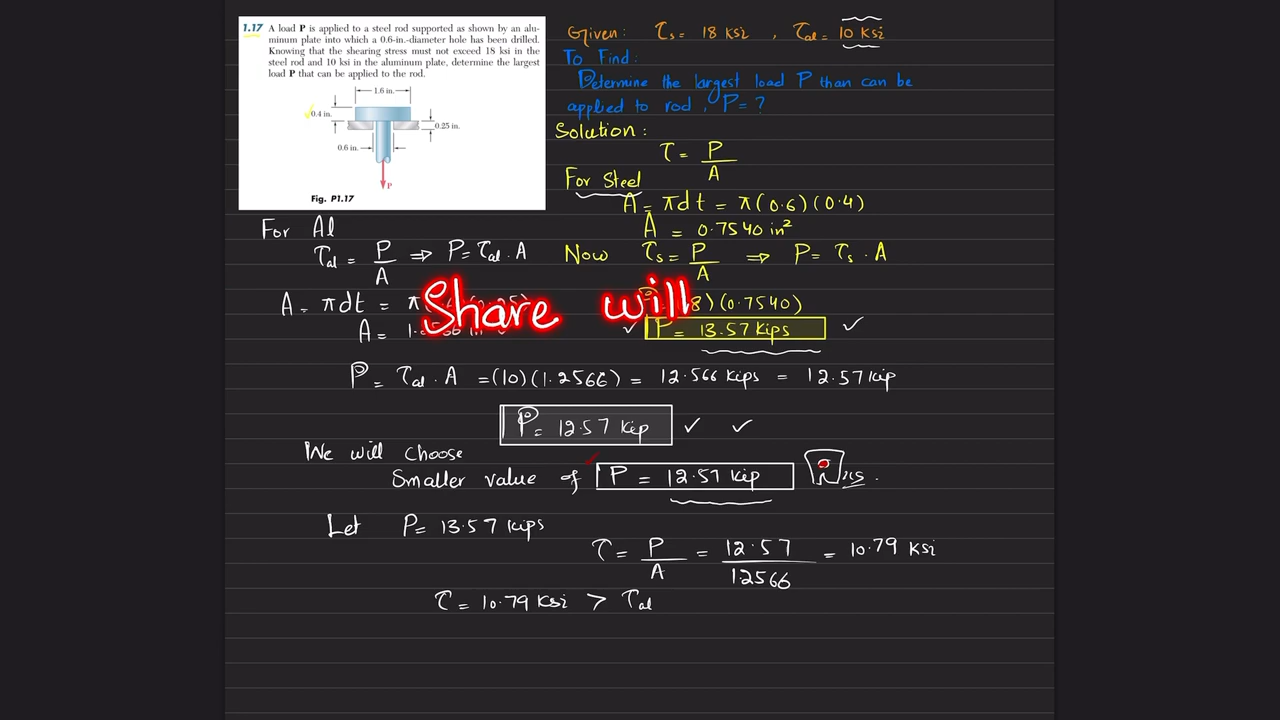 1.17 A load P is applied to a steel rod supported as shown by an alu-
minum plate into which a 0.6-in.-diameter hole has been drilled.
Knowing that the shearing stress must not exceed 18 ksi in the
steel rod and 10 ksi in the aluminum plate, determine the largest
load P that can be applied to the rod.
1.6 in.
0.4 in.
0.25 in.
0.6 in.
P
Fig. P1.17
Given: τs = 18 ksi , τal = 10 ksi
To Find:
Determine the largest load P than can be
applied to rod , P = ?
Solution:
τ = P/A
For Steel
A = πdt = π(0.6)(0.4)
A = 0.7540 in²
Now τs = P/A ⇒ P = τs . A
8)(0.7540)
P = 13.57 Kips
For Al
τal = P/A ⇒ P = τal . A
A = πdt = π
A =
Share will
P = τal . A = (10)(1.2566) = 12.566 Kips = 12.57 Kip
P = 12.57 Kip
We will choose
Smaller value of P = 12.57 Kip
Let P = 13.57 Kips
τ = P/A = 12.57/1.2566 = 10.79 Ksi
τ = 10.79 Ksi > τal